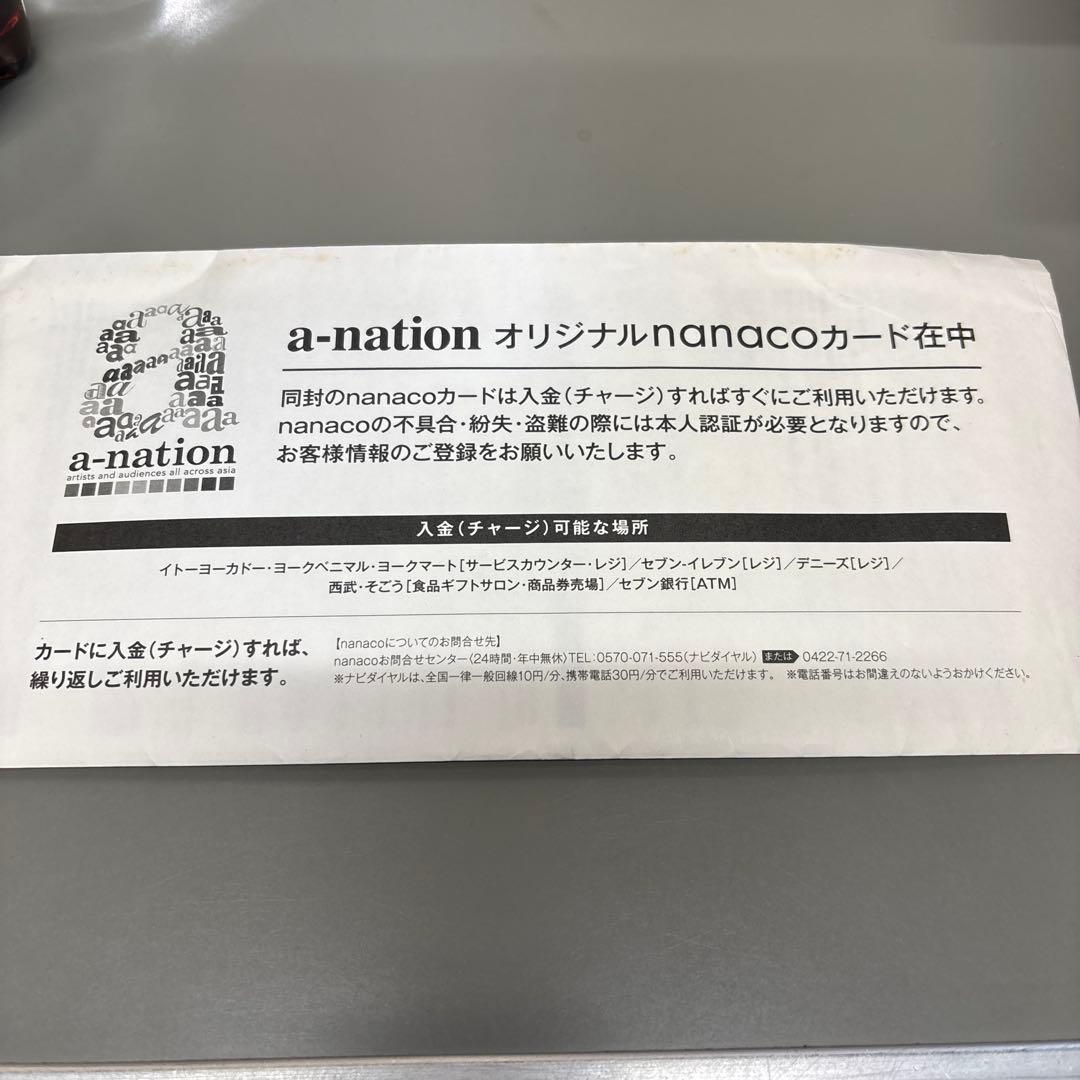 a-nation オリジナルnanacoカード在中
同封のnanacoカードは入金(チャージ)すればすぐにご利用いただけます。
nanacoの不具合・紛失・盗難の際には本人認証が必要となりますので、
お客様情報のご登録をお願いいたします。
a-nation
artists and audiences all across asia
入金(チャージ)可能な場所
イトーヨーカドー・ヨークベニマル・ヨークマート[サービスカウンター・レジ]/セブン-イレブン[レジ]/デニーズ[レジ]/
西武・そごう[食品ギフトサロン・商品券売場]/セブン銀行[ATM]
カードに入金(チャージ)すれば、
繰り返しご利用いただけます。
【nanacoについてのお問合せ先】
nanacoお問合せセンター〈24時間・年中無休〉TEL:0570-071-555(ナビダイヤル) または 0422-71-2266
※ナビダイヤルは、全国一律一般回線10円/分、携帯電話30円/分でご利用いただけます。 ※電話番号はお間違えのないようおかけください。